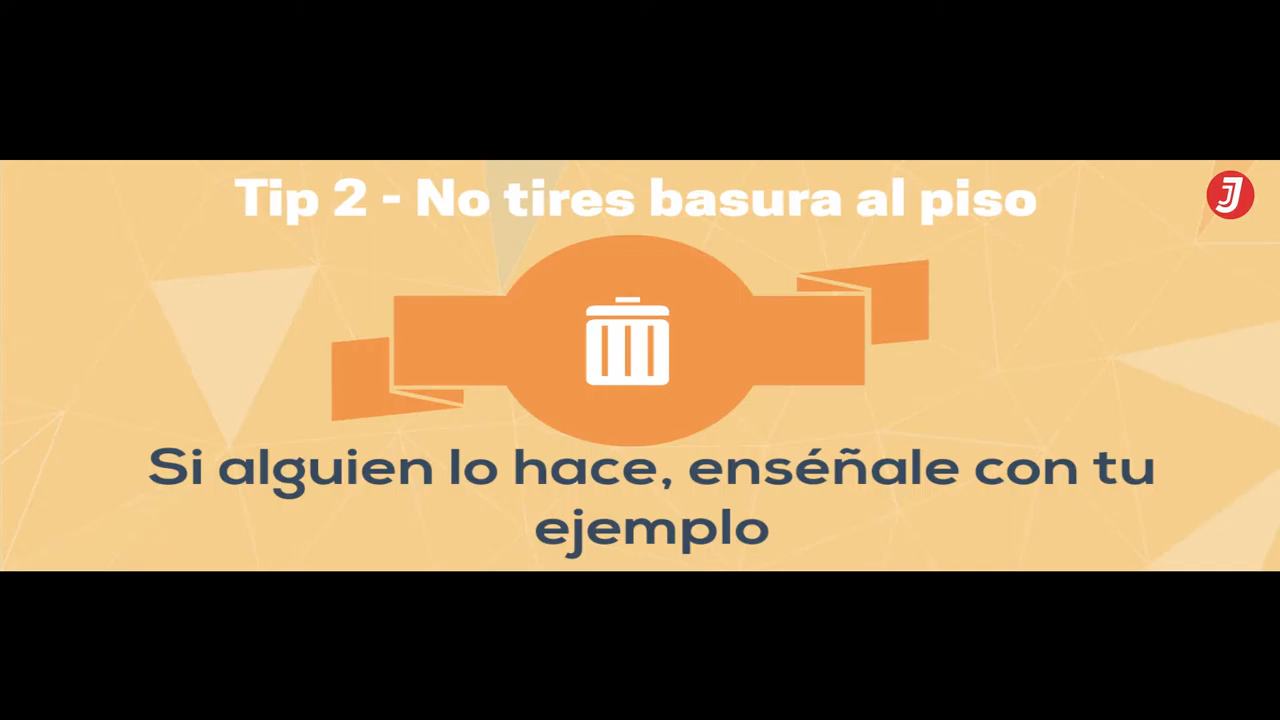 Tip 2 - No tires basura al piso
J
Si alguien lo hace, enséñale con tu
ejemplo